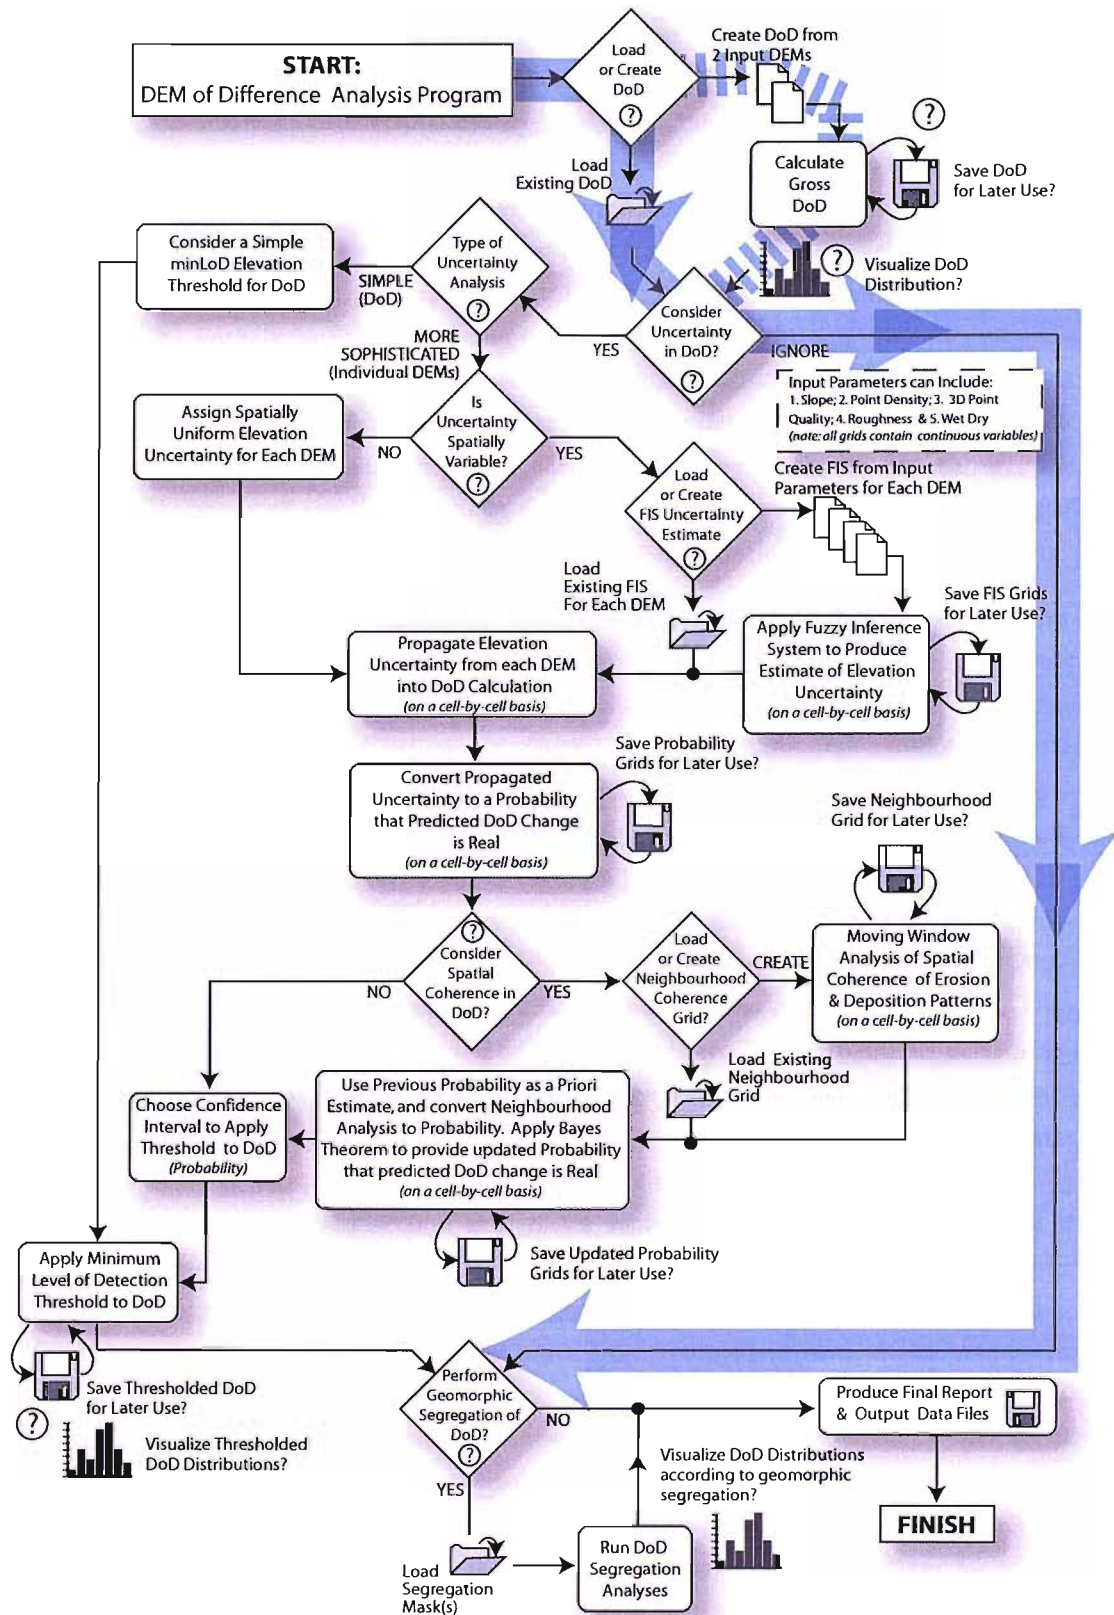 START:
DEM of Difference Analysis Program
Load
or Create
DoD
?
Create DoD from
2 Input DEMs
Load
Existing DoD
Calculate
Gross
DoD
?
Save DoD
for Later Use?
?
Visualize DoD
Distribution?
Consider
Uncertainty
in DoD?
?
YES
IGNORE
Type of
Uncertainty
Analysis
?
SIMPLE
(DoD)
Consider a Simple
minLoD Elevation
Threshold for DoD
MORE
SOPHISTICATED
(Individual DEMs)
Input Parameters can Include:
1. Slope; 2. Point Density; 3. 3D Point
Quality; 4. Roughness & 5. Wet Dry
(note: all grids contain continuous variables)
Is
Uncertainty
Spatially
Variable?
?
NO
YES
Assign Spatially
Uniform Elevation
Uncertainty for Each DEM
Load
or Create
FIS Uncertainty
Estimate
?
Create FIS from Input
Parameters for Each DEM
Load
Existing FIS
For Each DEM
Save FIS Grids
for Later Use?
Apply Fuzzy Inference
System to Produce
Estimate of Elevation
Uncertainty
(on a cell-by-cell basis)
Propagate Elevation
Uncertainty from each DEM
into DoD Calculation
(on a cell-by-cell basis)
Save Probability
Grids for Later Use?
Convert Propagated
Uncertainty to a Probability
that Predicted DoD Change
is Real
(on a cell-by-cell basis)
Save Neighbourhood
Grid for Later Use?
?
Consider
Spatial
Coherence in
DoD?
NO
YES
Load
or Create
Neighbourhood
Coherence
Grid?
CREATE
Moving Window
Analysis of Spatial
Coherence of Erosion
& Deposition Patterns
(on a cell-by-cell basis)
Load Existing
Neighbourhood
Grid
Use Previous Probability as a Priori
Estimate, and convert Neighbourhood
Analysis to Probability. Apply Bayes
Theorem to provide updated Probability
that predicted DoD change is Real
(on a cell-by-cell basis)
Choose Confidence
Interval to Apply
Threshold to DoD
(Probability)
Save Updated Probability
Grids for Later Use?
Apply Minimum
Level of Detection
Threshold to DoD
Save Thresholded DoD
for Later Use?
?
Visualize Thresholded
DoD Distributions?
Perform
Geomorphic
Segregation of
DoD?
?
NO
YES
Produce Final Report
& Output Data Files
Visualize DoD Distributions
according to geomorphic
segregation?
FINISH
Load
Segregation
Mask(s)
Run DoD
Segregation
Analyses